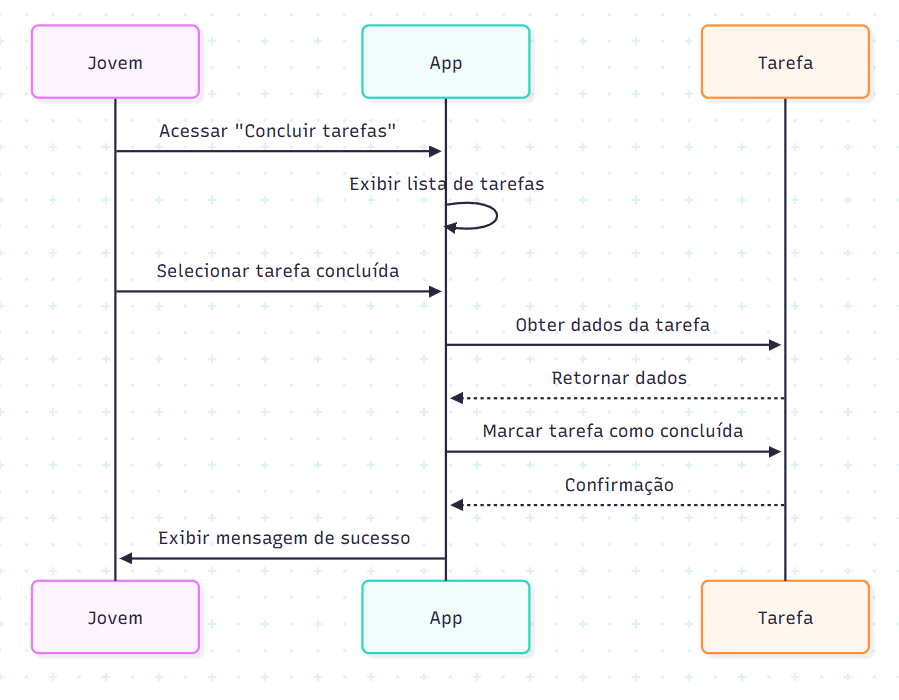 Jovem
App
Tarefa
Acessar "Concluir tarefas"
Exibir lista de tarefas
Selecionar tarefa concluída
Obter dados da tarefa
Retornar dados
Marcar tarefa como concluída
Confirmação
Exibir mensagem de sucesso
Jovem
App
Tarefa